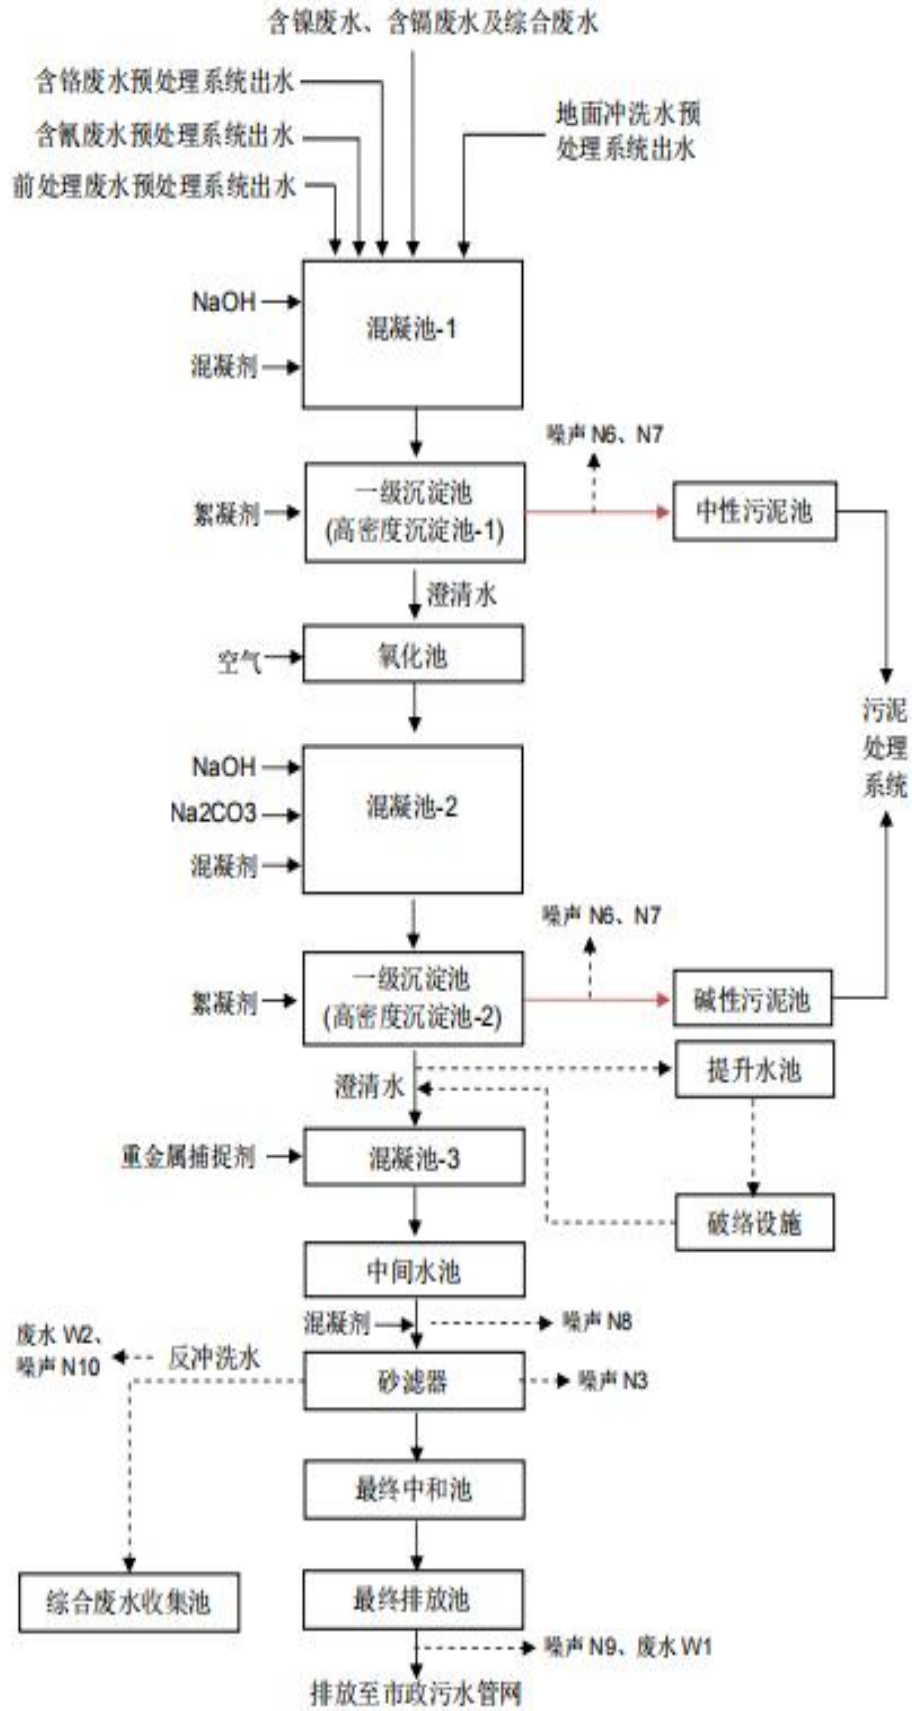 含镍废水、含镉废水及综合废水
含铬废水预处理系统出水
含氰废水预处理系统出水
前处理废水预处理系统出水
地面冲洗水预
处理系统出水
NaOH
混凝剂
混凝池-1
噪声 N6、N7
絮凝剂
一级沉淀池
(高密度沉淀池-1)
中性污泥池
澄清水
空气
氧化池
污泥
处理
系统
NaOH
Na2CO3
混凝剂
混凝池-2
噪声 N6、N7
絮凝剂
一级沉淀池
(高密度沉淀池-2)
碱性污泥池
澄清水
提升水池
重金属捕捉剂
混凝池-3
破络设施
中间水池
混凝剂
噪声 N8
废水 W2、
噪声 N10
反冲洗水
砂滤器
噪声 N3
最终中和池
综合废水收集池
最终排放池
噪声 N9、废水 W1
排放至市政污水管网